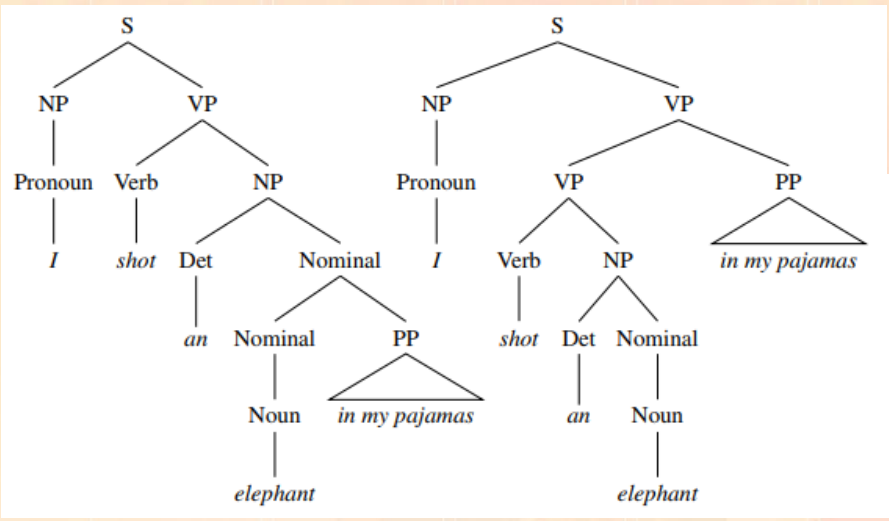 S S
NP VP NP VP
Pronoun Verb NP Pronoun VP PP
I shot Det Nominal I Verb NP in my pajamas
an Nominal PP shot Det Nominal
Noun in my pajamas an Noun
elephant elephant